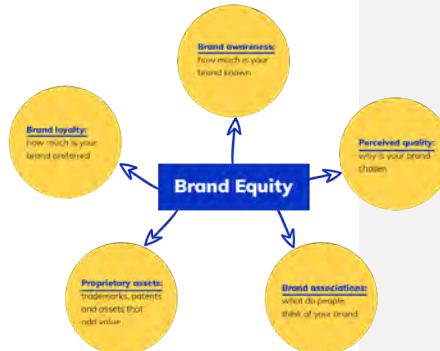 Brand awareness:
how much is your
brand known
Brand loyalty:
how much is your
brand preferred
Perceived quality:
why is your brand
chosen
Brand Equity
Proprietary assets:
trademarks, patents
and assets that
add value
Brand associations:
what do people
think of your brand